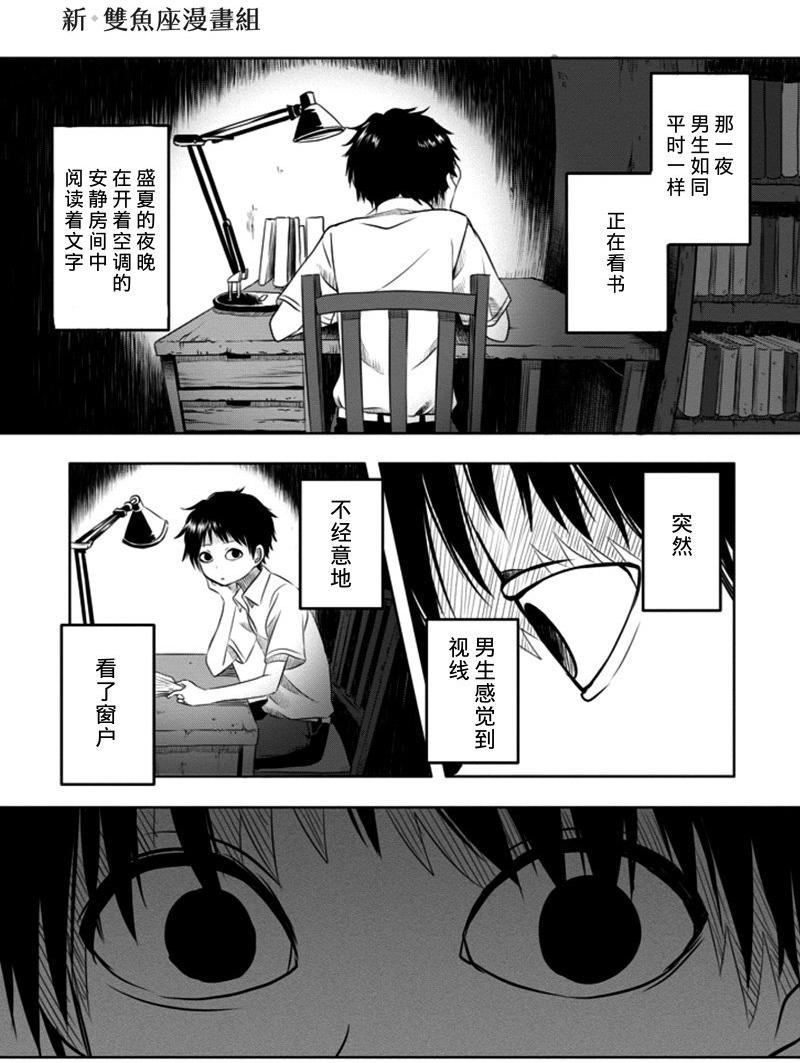 新·雙魚座漫畫組
那一夜
男生如同
平时一样
正在看书
盛夏的夜晚
在开着空调的
安静房间中
阅读着文字
突然
男生感觉到
视线
不经意地
看了窗户